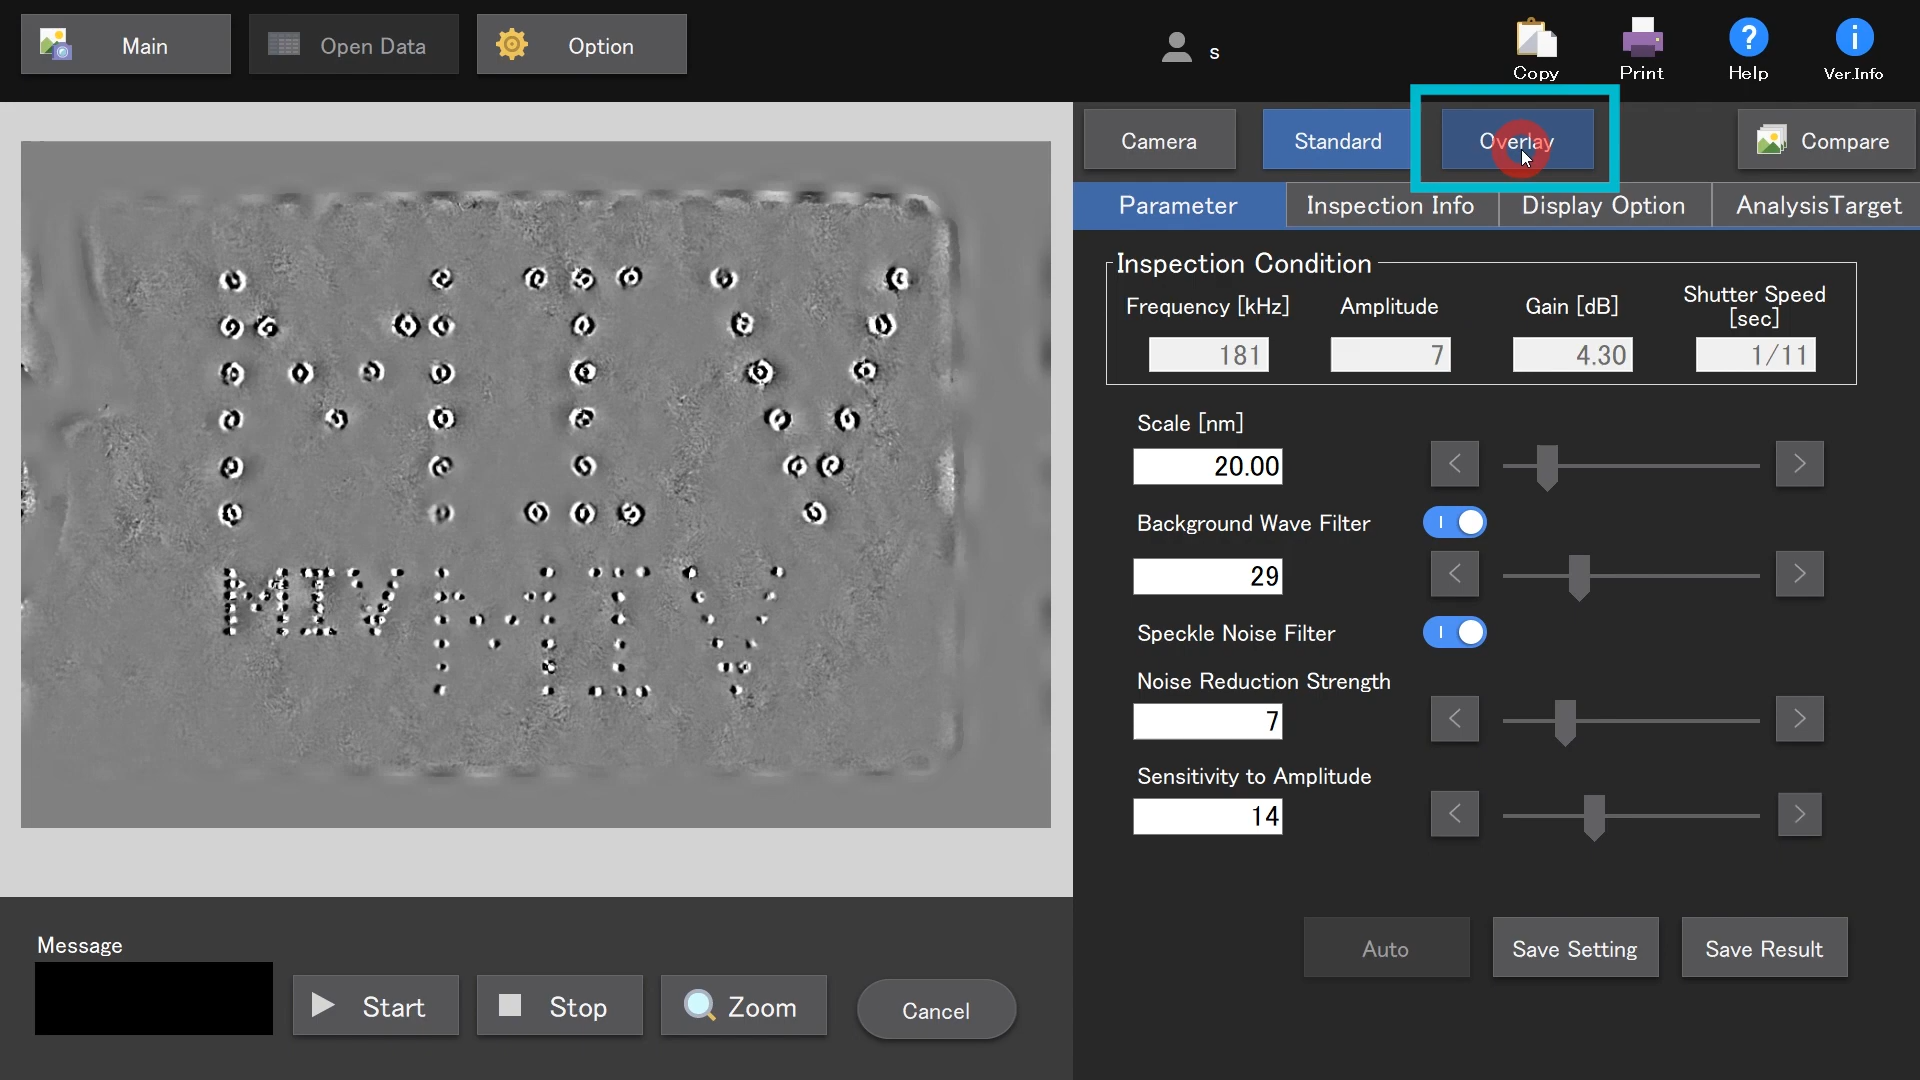 Main
Open Data
Option
s
Copy
Print
Help
Ver.Info
Camera
Standard
Overlay
Compare
Parameter
Inspection Info
Display Option
AnalysisTarget
Inspection Condition
Frequency [kHz]
Amplitude
Gain [dB]
Shutter Speed
[sec]
181
7
4.30
1/11
Scale [nm]
20.00
Background Wave Filter
29
Speckle Noise Filter
Noise Reduction Strength
7
Sensitivity to Amplitude
14
Auto
Save Setting
Save Result
MIV
MIV
MIV
Message
Start
Stop
Zoom
Cancel